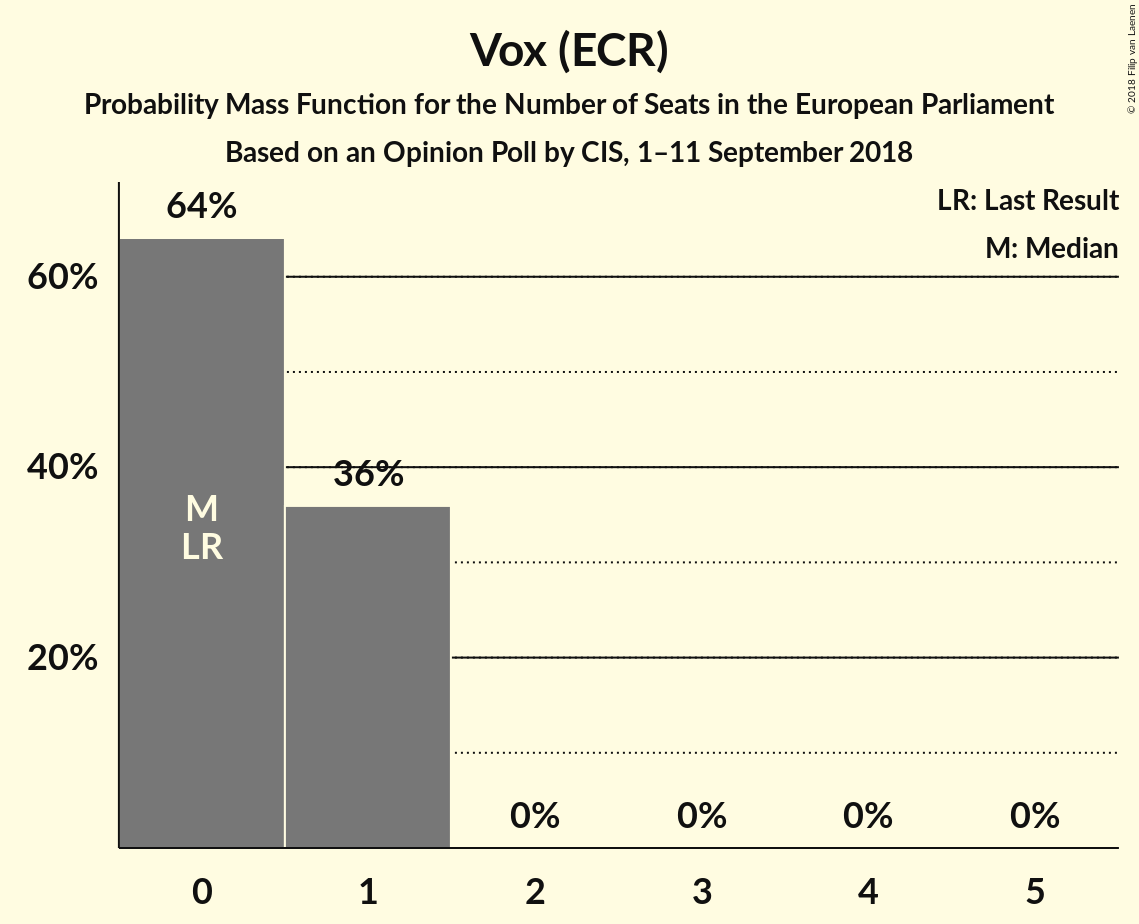 Vox (ECR)
Probability Mass Function for the Number of Seats in the European Parliament
Based on an Opinion Poll by CIS, 1–11 September 2018
© 2018 Filip van Laenen
LR: Last Result
M: Median
64%
60%
40%
36%
M
LR
20%
0% 0% 0% 0%
0 1 2 3 4 5